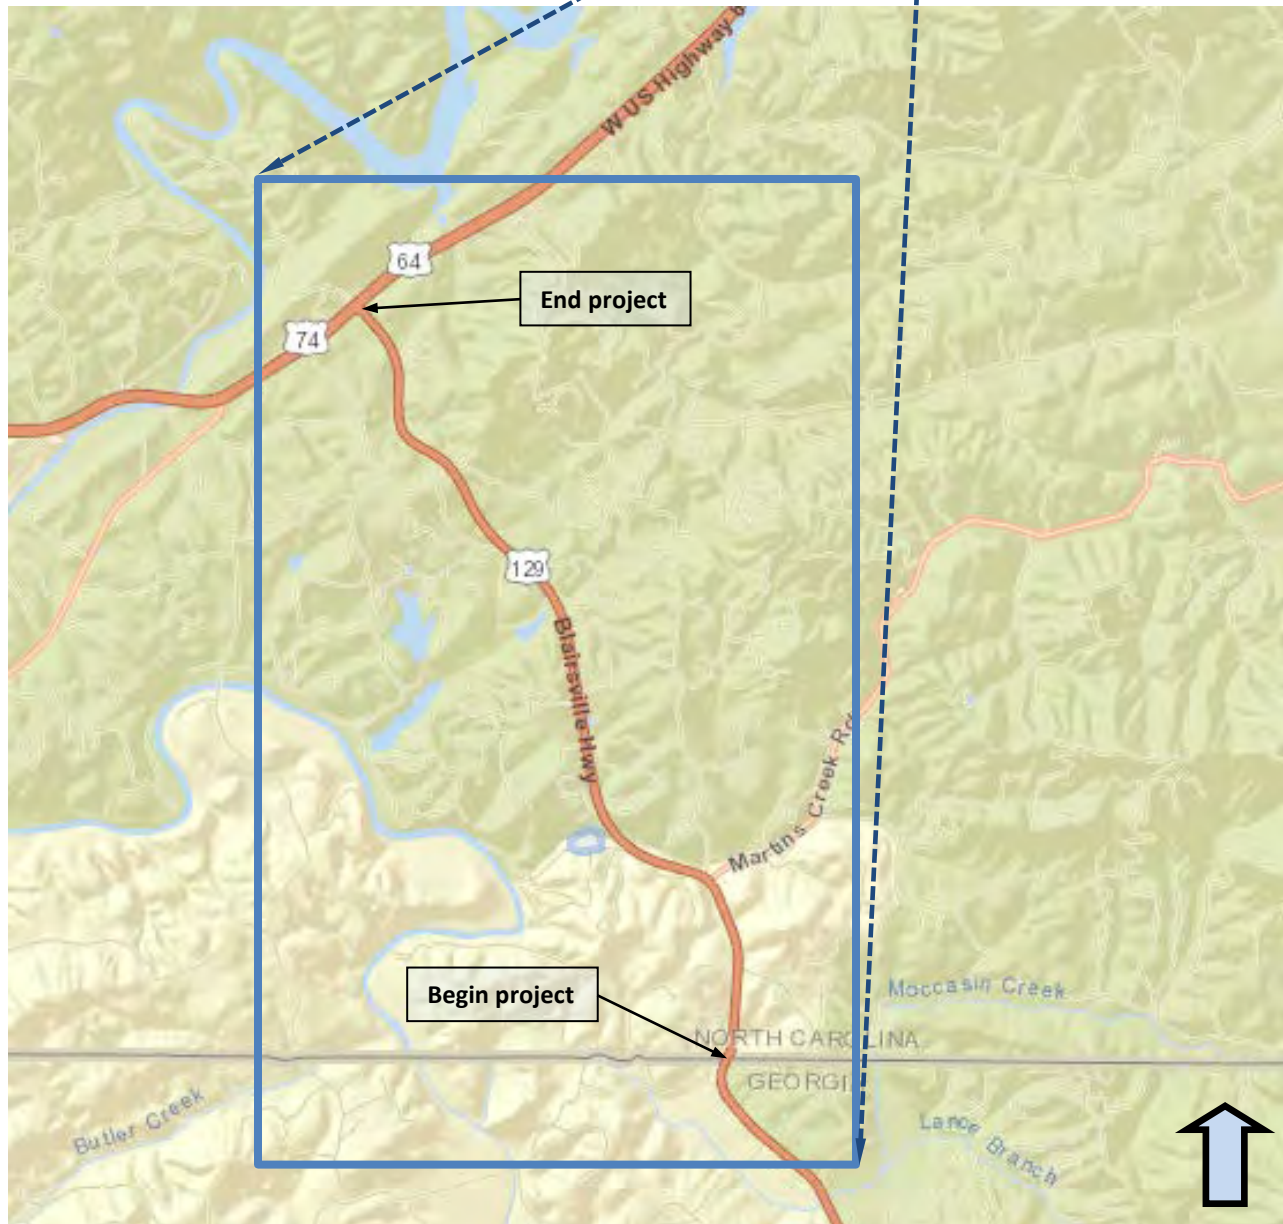 W US Highway 6
64
End project
74
129
Blairsville Hwy
Martins Creek Rd
Begin project
Moccasin Creek
NORTH CAROLINA
GEORGI
Butler Creek
Lance Branch